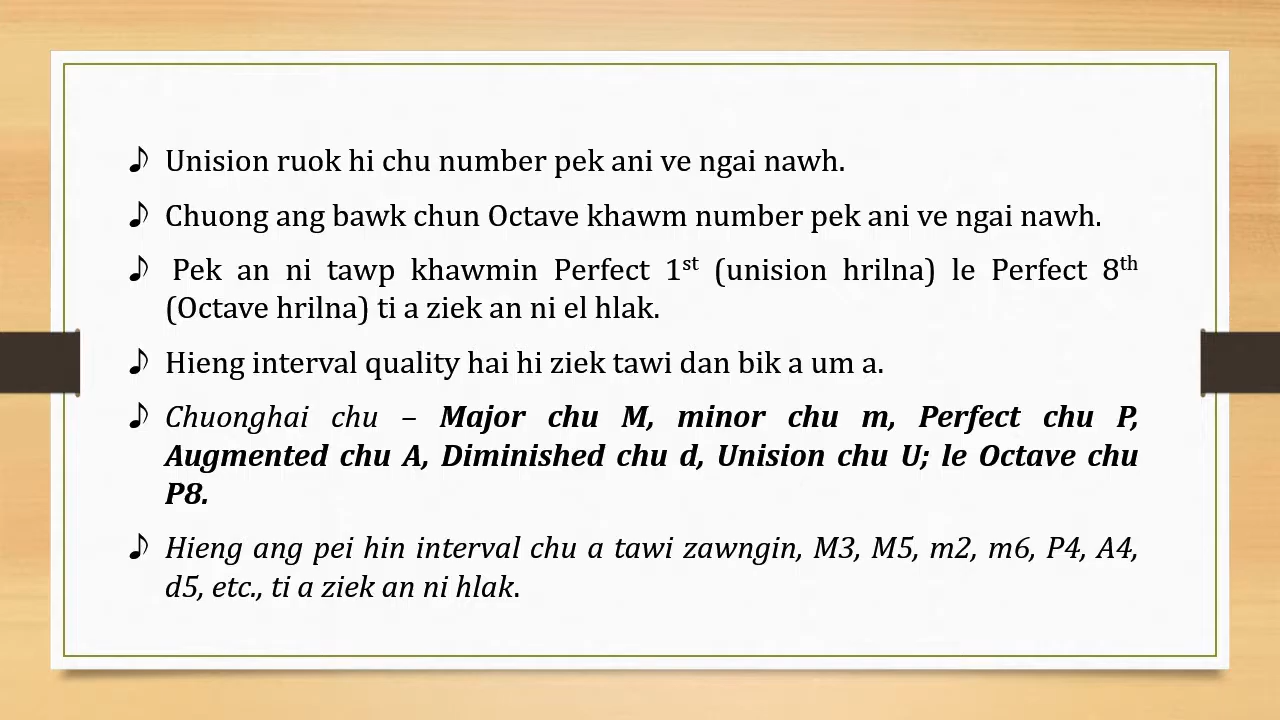 ♪ Unision ruok hi chu number pek ani ve ngai nawh.
♪ Chuong ang bawk chun Octave khawm number pek ani ve ngai nawh.
♪ Pek an ni tawp khawmin Perfect 1st (unision hrilna) le Perfect 8th
(Octave hrilna) ti a ziek an ni el hlak.
♪ Hieng interval quality hai hi ziek tawi dan bik a um a.
♪ Chuonghai chu – Major chu M, minor chu m, Perfect chu P,
Augmented chu A, Diminished chu d, Unision chu U; le Octave chu
P8.
♪ Hieng ang pei hin interval chu a tawi zawngin, M3, M5, m2, m6, P4, A4,
d5, etc., ti a ziek an ni hlak.